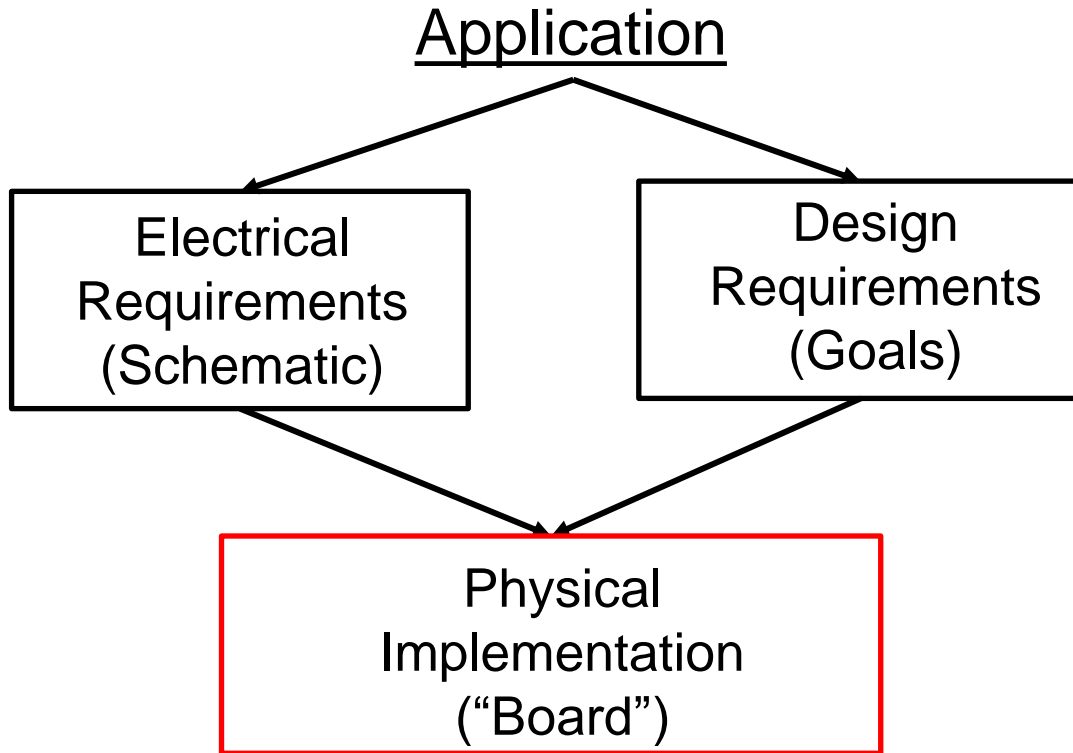 Application
Electrical
Requirements
(Schematic)
Design
Requirements
(Goals)
Physical
Implementation
(“Board”)